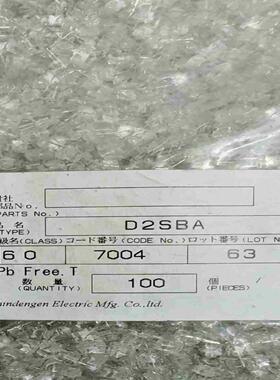 社
品No.
PARTS No.)
品名 D2SBA
TYPE)
級名(CLASS) コード番号(CODE No.) ロット番号(LOT N
60 7004 63
Pb Free.T
数量 100 個
(QUANTITY) (PIECES)
hindengen Electric Mfg. Co.,ltd.